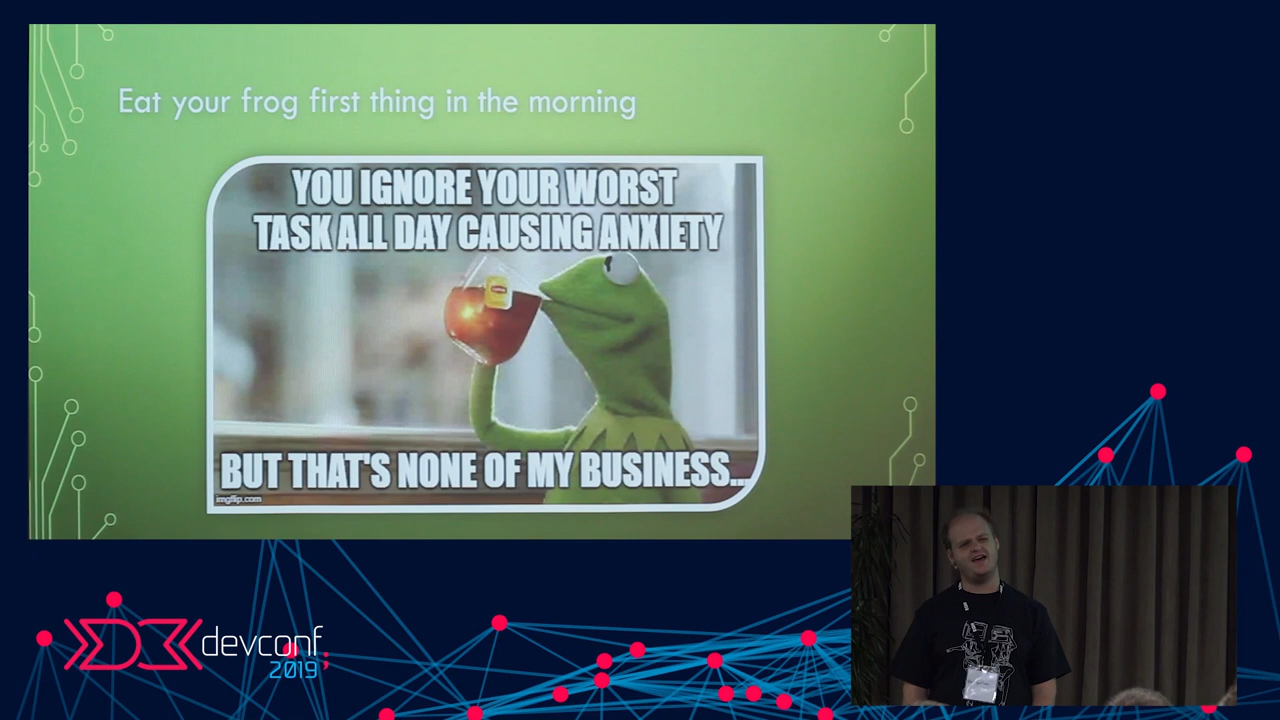 Eat your frog first thing in the morning
YOU IGNORE YOUR WORST
TASK ALL DAY CAUSING ANXIETY
BUT THAT'S NONE OF MY BUSINESS...
imgflip.com
devconf
2019;